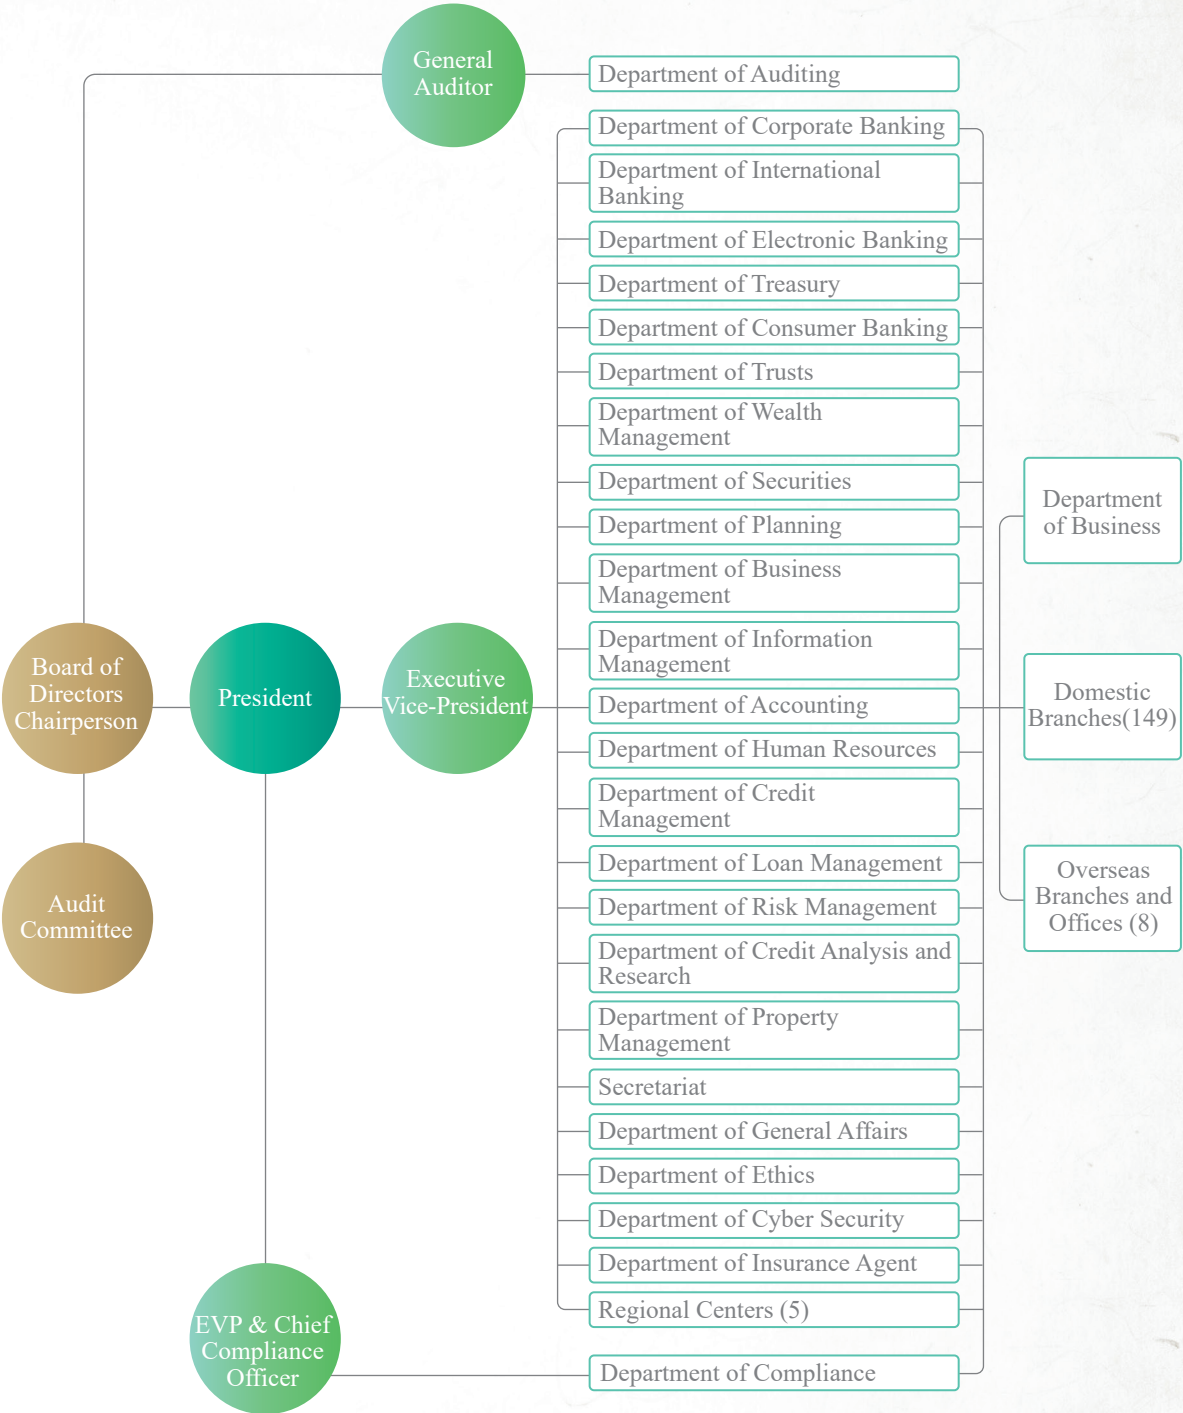 General
Auditor
Department of Auditing
Department of Corporate Banking
Department of International
Banking
Department of Electronic Banking
Department of Treasury
Department of Consumer Banking
Department of Trusts
Department of Wealth
Management
Department of Securities
Department of Planning
Department of Business
Management
Department of Information
Management
Department of Accounting
Department of Human Resources
Department of Credit
Management
Department of Loan Management
Department of Risk Management
Department of Credit Analysis and
Research
Department of Property
Management
Secretariat
Department of General Affairs
Department of Ethics
Department of Cyber Security
Department of Insurance Agent
Regional Centers (5)
Department of Compliance
Board of
Directors
Chairperson
President
Executive
Vice-President
Audit
Committee
EVP & Chief
Compliance
Officer
Department
of Business
Domestic
Branches(149)
Overseas
Branches and
Offices (8)